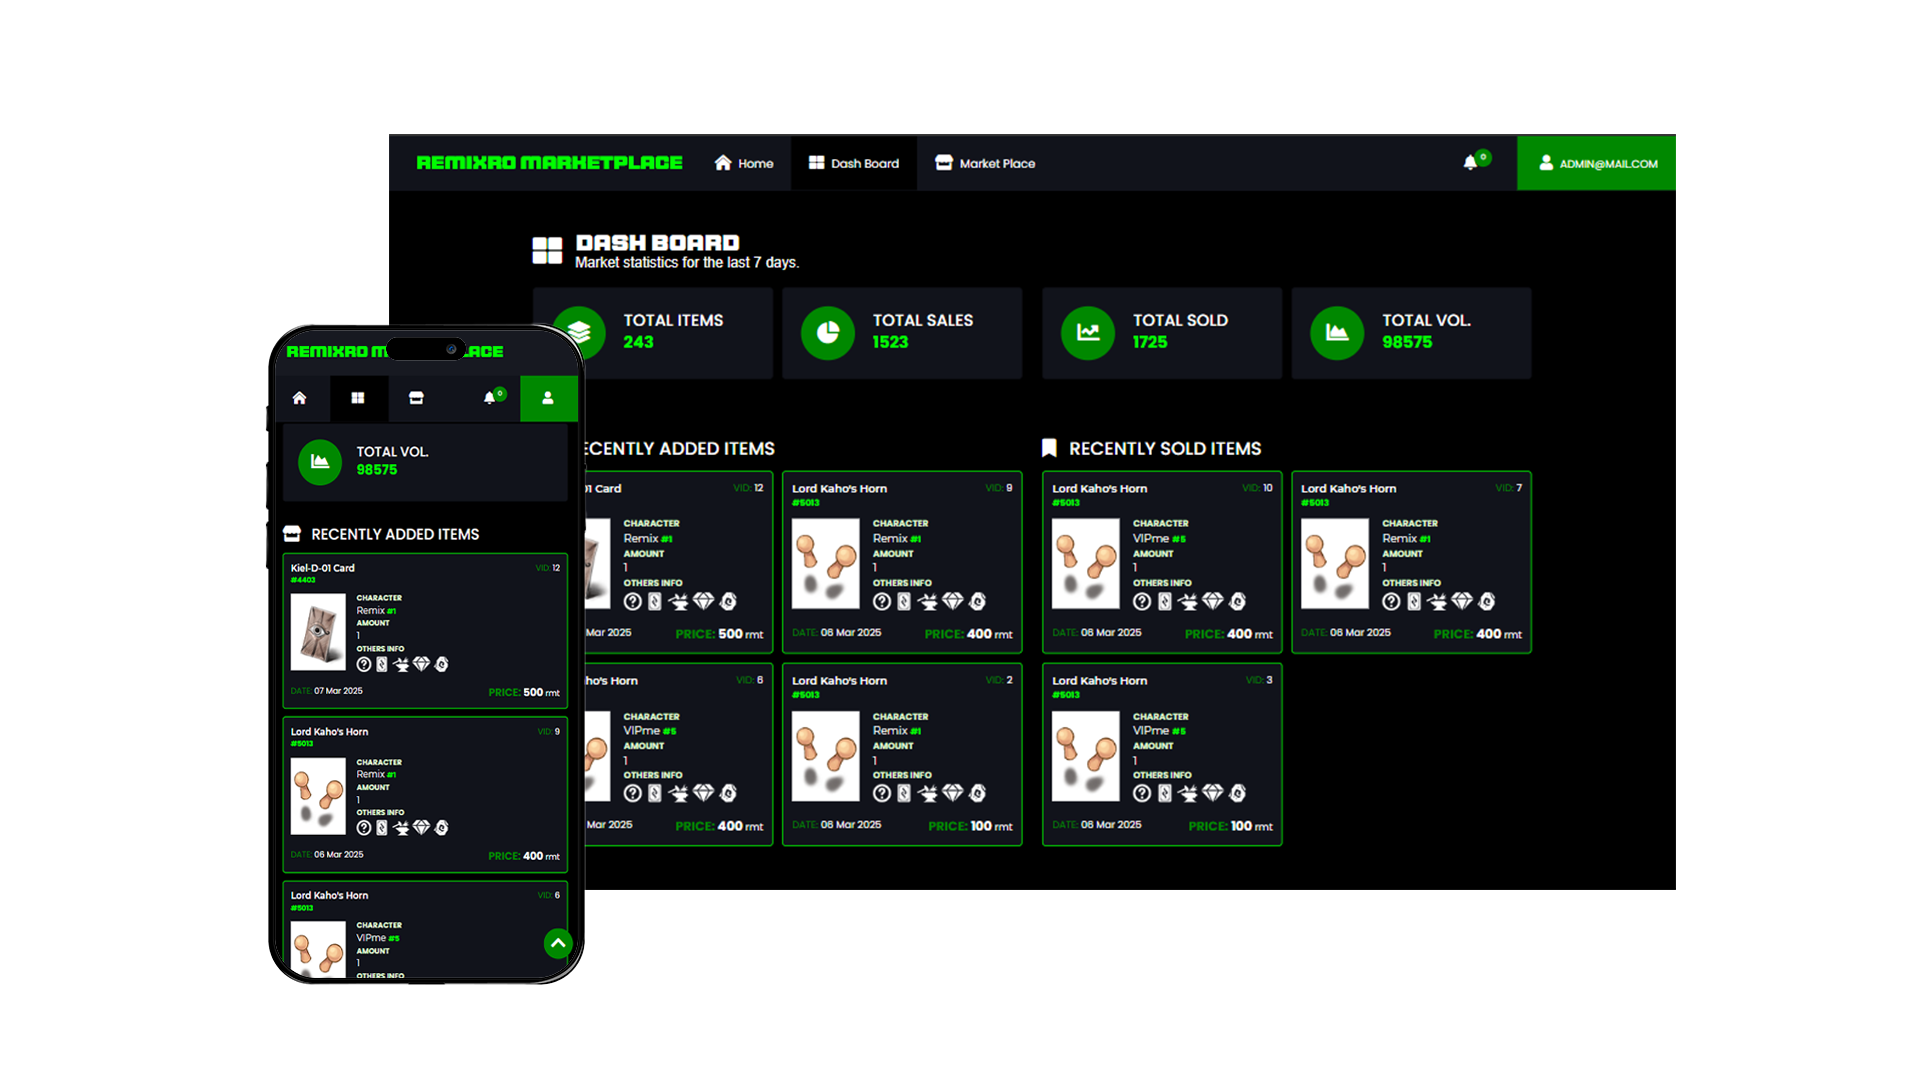 REMIXRO MARKETPLACE
Home
Dash Board
Market Place
0
ADMIN@MAIL.COM
DASH BOARD
Market statistics for the last 7 days.
TOTAL ITEMS
243
TOTAL SALES
1523
TOTAL SOLD
1725
TOTAL VOL.
98575
ECENTLY ADDED ITEMS
01 Card
VID: 12
CHARACTER
Remix #1
AMOUNT
1
OTHERS INFO
Mar 2025
PRICE: 500 rmt
Lord Kaho's Horn
VID: 9
#5013
CHARACTER
Remix #1
AMOUNT
1
OTHERS INFO
DATE: 06 Mar 2025
PRICE: 400 rmt
ho's Horn
VID: 6
CHARACTER
VIPme #5
AMOUNT
1
OTHERS INFO
Mar 2025
PRICE: 400 rmt
Lord Kaho's Horn
VID: 2
#5013
CHARACTER
Remix #1
AMOUNT
1
OTHERS INFO
DATE: 06 Mar 2025
PRICE: 100 rmt
RECENTLY SOLD ITEMS
Lord Kaho's Horn
VID: 10
#5013
CHARACTER
VIPme #5
AMOUNT
1
OTHERS INFO
DATE: 06 Mar 2025
PRICE: 400 rmt
Lord Kaho's Horn
VID: 7
#5013
CHARACTER
Remix #1
AMOUNT
1
OTHERS INFO
DATE: 06 Mar 2025
PRICE: 400 rmt
Lord Kaho's Horn
VID: 3
#5013
CHARACTER
VIPme #5
AMOUNT
1
OTHERS INFO
DATE: 06 Mar 2025
PRICE: 100 rmt
REMIXRO M ACE
0
TOTAL VOL.
98575
RECENTLY ADDED ITEMS
Kiel-D-01 Card
VID: 12
#4403
CHARACTER
Remix #1
AMOUNT
1
OTHERS INFO
DATE: 07 Mar 2025
PRICE: 500 rmt
Lord Kaho's Horn
VID: 9
#5013
CHARACTER
Remix #1
AMOUNT
1
OTHERS INFO
DATE: 06 Mar 2025
PRICE: 400 rmt
Lord Kaho's Horn
VID: 6
#5013
CHARACTER
VIPme #5
AMOUNT
1
OTHERS INFO